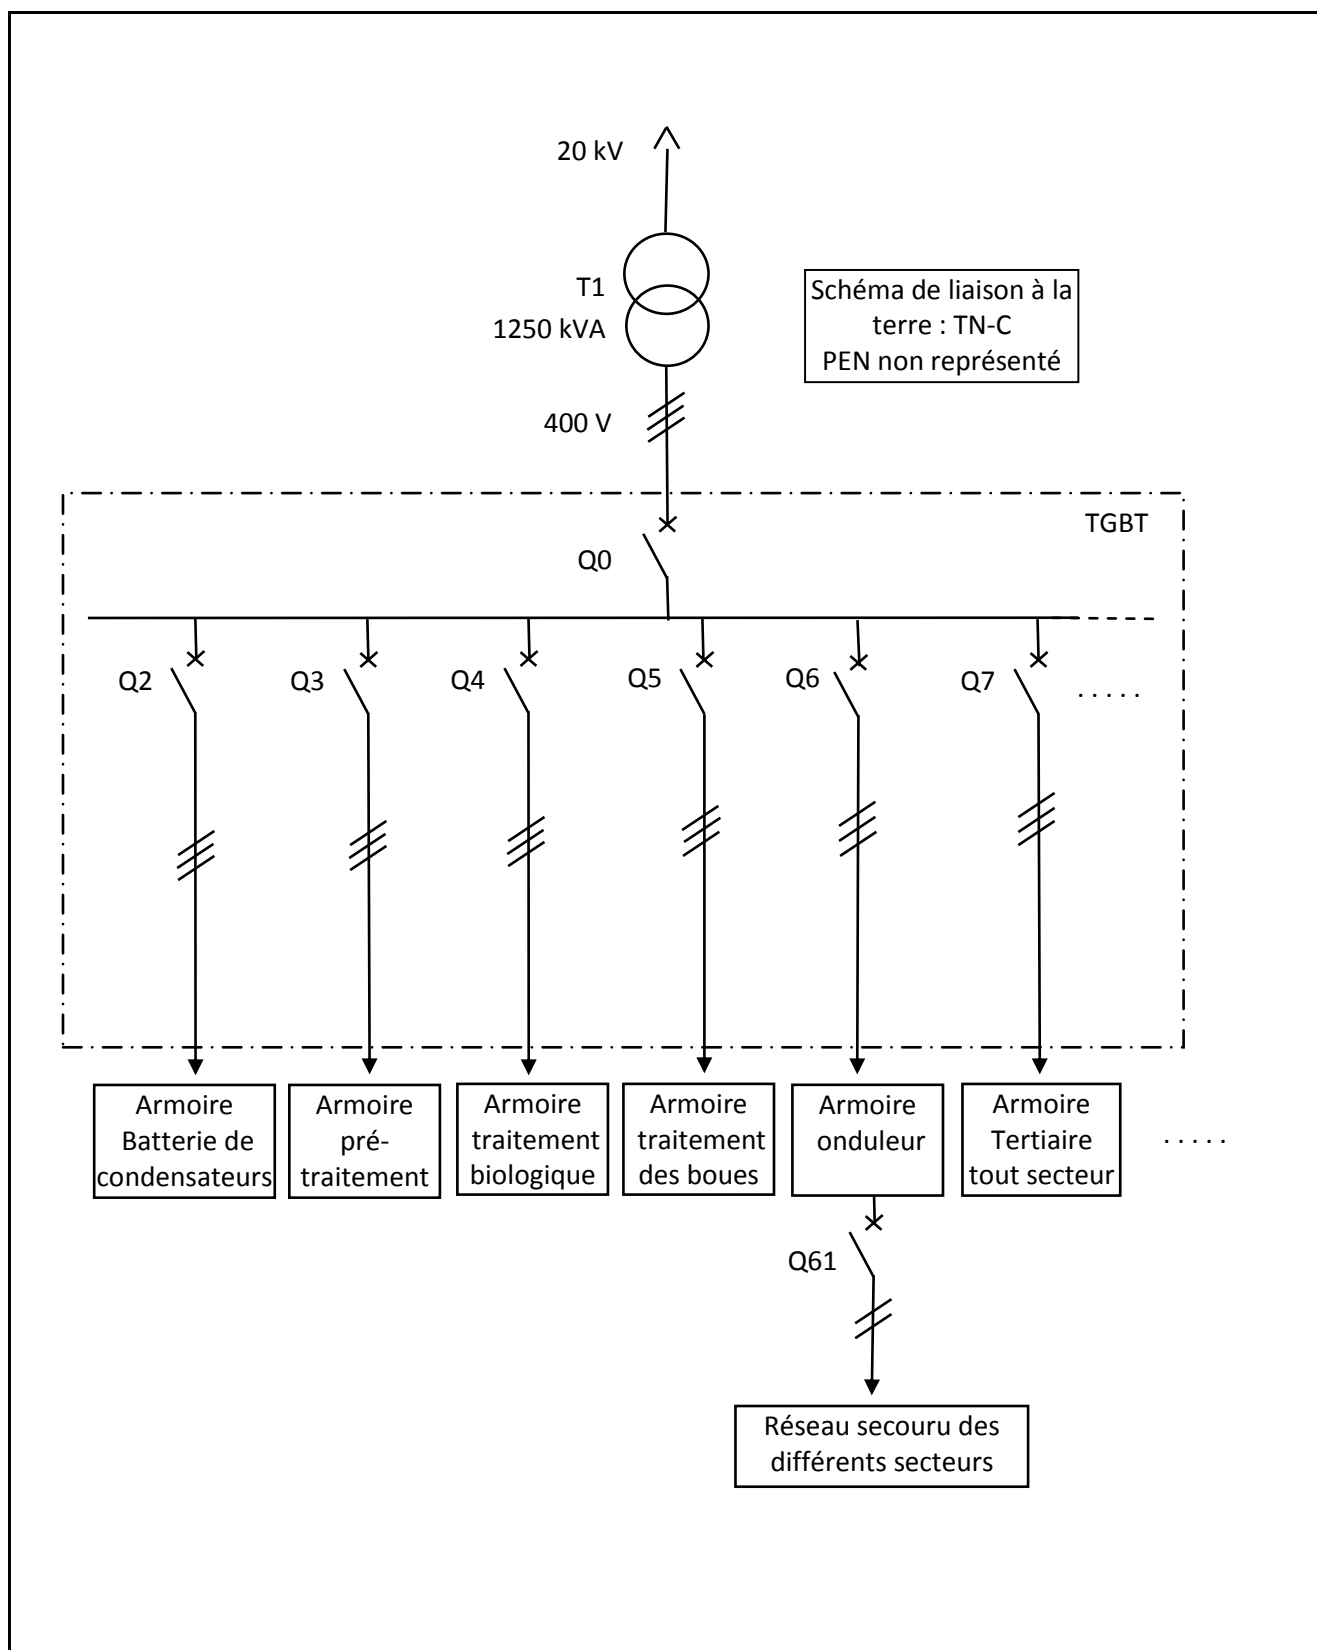 20 kV
T1
1250 kVA
Schéma de liaison à la
terre : TN-C
PEN non représenté
400 V
TGBT
Q0
Q2
Q3
Q4
Q5
Q6
Q7
. . . . .
Armoire
Batterie de
condensateurs
Armoire
pré-
traitement
Armoire
traitement
biologique
Armoire
traitement
des boues
Armoire
onduleur
Armoire
Tertiaire
tout secteur
. . . . .
Q61
Réseau secouru des
différents secteurs